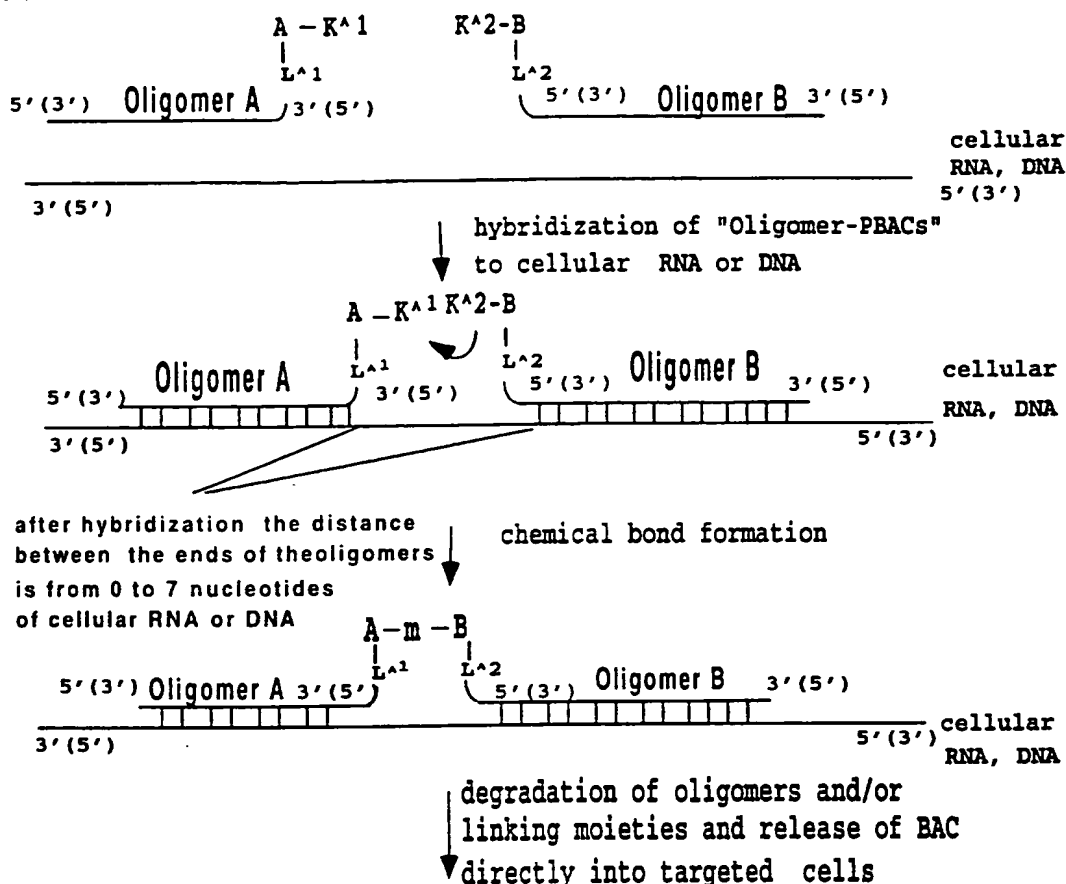 A – K^1 K^2-B
L^1 L^2
5'(3') Oligomer A 3'(5') 5'(3') Oligomer B 3'(5')
cellular
RNA, DNA
3'(5') 5'(3')
hybridization of "Oligomer-PBACs"
to cellular RNA or DNA
A – K^1 K^2-B
L^1 L^2
5'(3') Oligomer A 3'(5') 5'(3') Oligomer B 3'(5')
cellular
RNA, DNA
3'(5') 5'(3')
after hybridization the distance
between the ends of theoligomers
is from 0 to 7 nucleotides
of cellular RNA or DNA
chemical bond formation
A–m–B
L^1 L^2
5'(3') Oligomer A 3'(5') 5'(3') Oligomer B 3'(5')
3'(5') 5'(3') cellular
RNA, DNA
degradation of oligomers and/or
linking moieties and release of BAC
directly into targeted cells